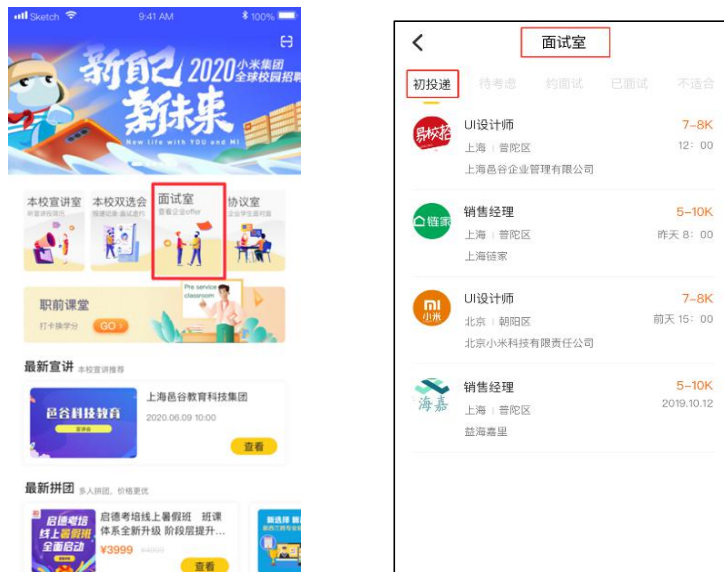 Sketch
9:41 AM
100%
新自己
新未来
New life with YOU and MI
2020 小米集团
全球校园招聘
本校宣讲室
本校双选会
面试室
查看企业offer
协议室
职前课堂
打卡换学分
GO
Pre service
classroom
最新宣讲 本校宣讲推荐
邑谷科技教育
宣讲会
上海邑谷教育科技集团
2020.06.09 10:00
查看
最新拼团 多人拼团，价格更优
启德考培
线上暑假班
全面启动
启德考培线上暑假班 班课
体系全新升级 阶段层提升...
¥3999
查看
面试室
初投递
待考虑
约面试
已面试
不适合
易校招
UI设计师
7-8K
上海 | 普陀区
12：00
上海邑谷企业管理有限公司
链家
销售经理
5-10K
上海 | 普陀区
昨天 8：00
上海链家
小米
UI设计师
7-8K
北京 | 朝阳区
前天 15：00
北京小米科技有限责任公司
海嘉
销售经理
5-10K
上海 | 普陀区
2019.10.12
益海嘉里